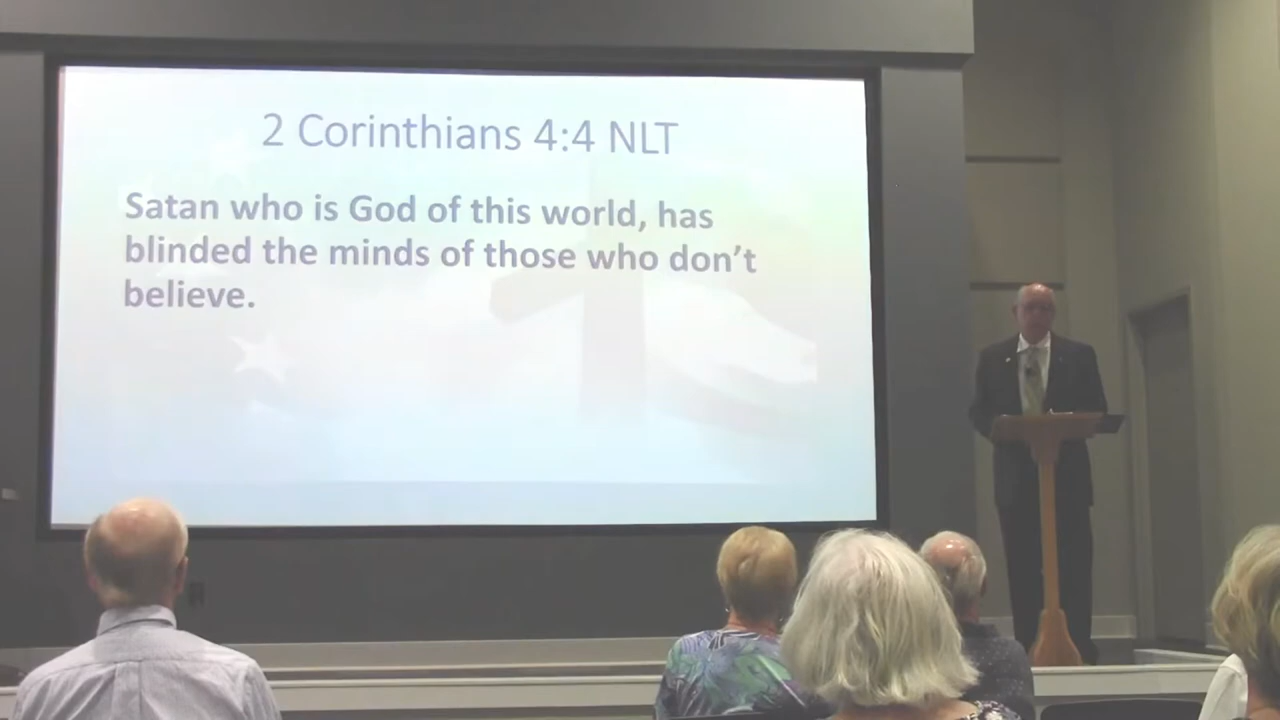 2 Corinthians 4:4 NLT
Satan who is God of this world, has
blinded the minds of those who don’t
believe.